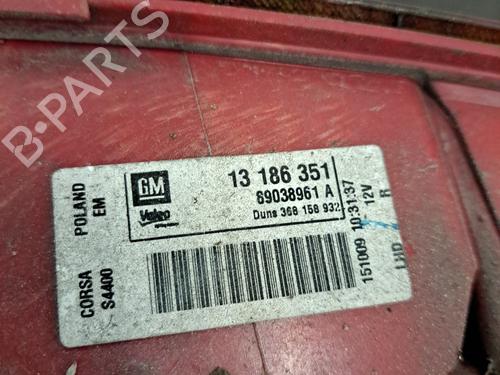 B-PARTS
GM
Valeo
13 186 351
89038961 A
Duns 368 158 932
POLAND
EM
CORSA
S4400
151009 10:31:37
12V
R
LHD